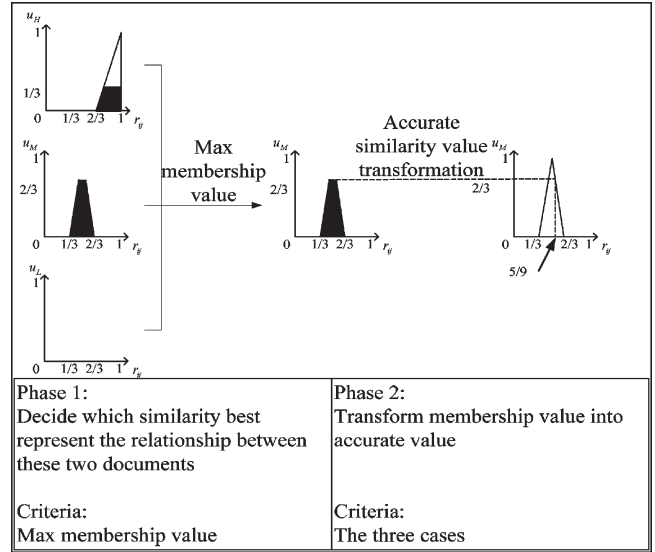 u_H
1
1/3
0 1/3 2/3 1 r_ij
u_M
1
2/3
0 1/3 2/3 1 r_ij
u_L
1
0 1/3 2/3 1 r_ij
Max
membership
value
u_M
1
2/3
0 1/3 2/3 1 r_ij
Accurate
similarity value
transformation
u_M
1
2/3
0 1/3 2/3 1 r_ij
5/9
Phase 1:
Decide which similarity best
represent the relationship between
these two documents
Criteria:
Max membership value
Phase 2:
Transform membership value into
accurate value
Criteria:
The three cases